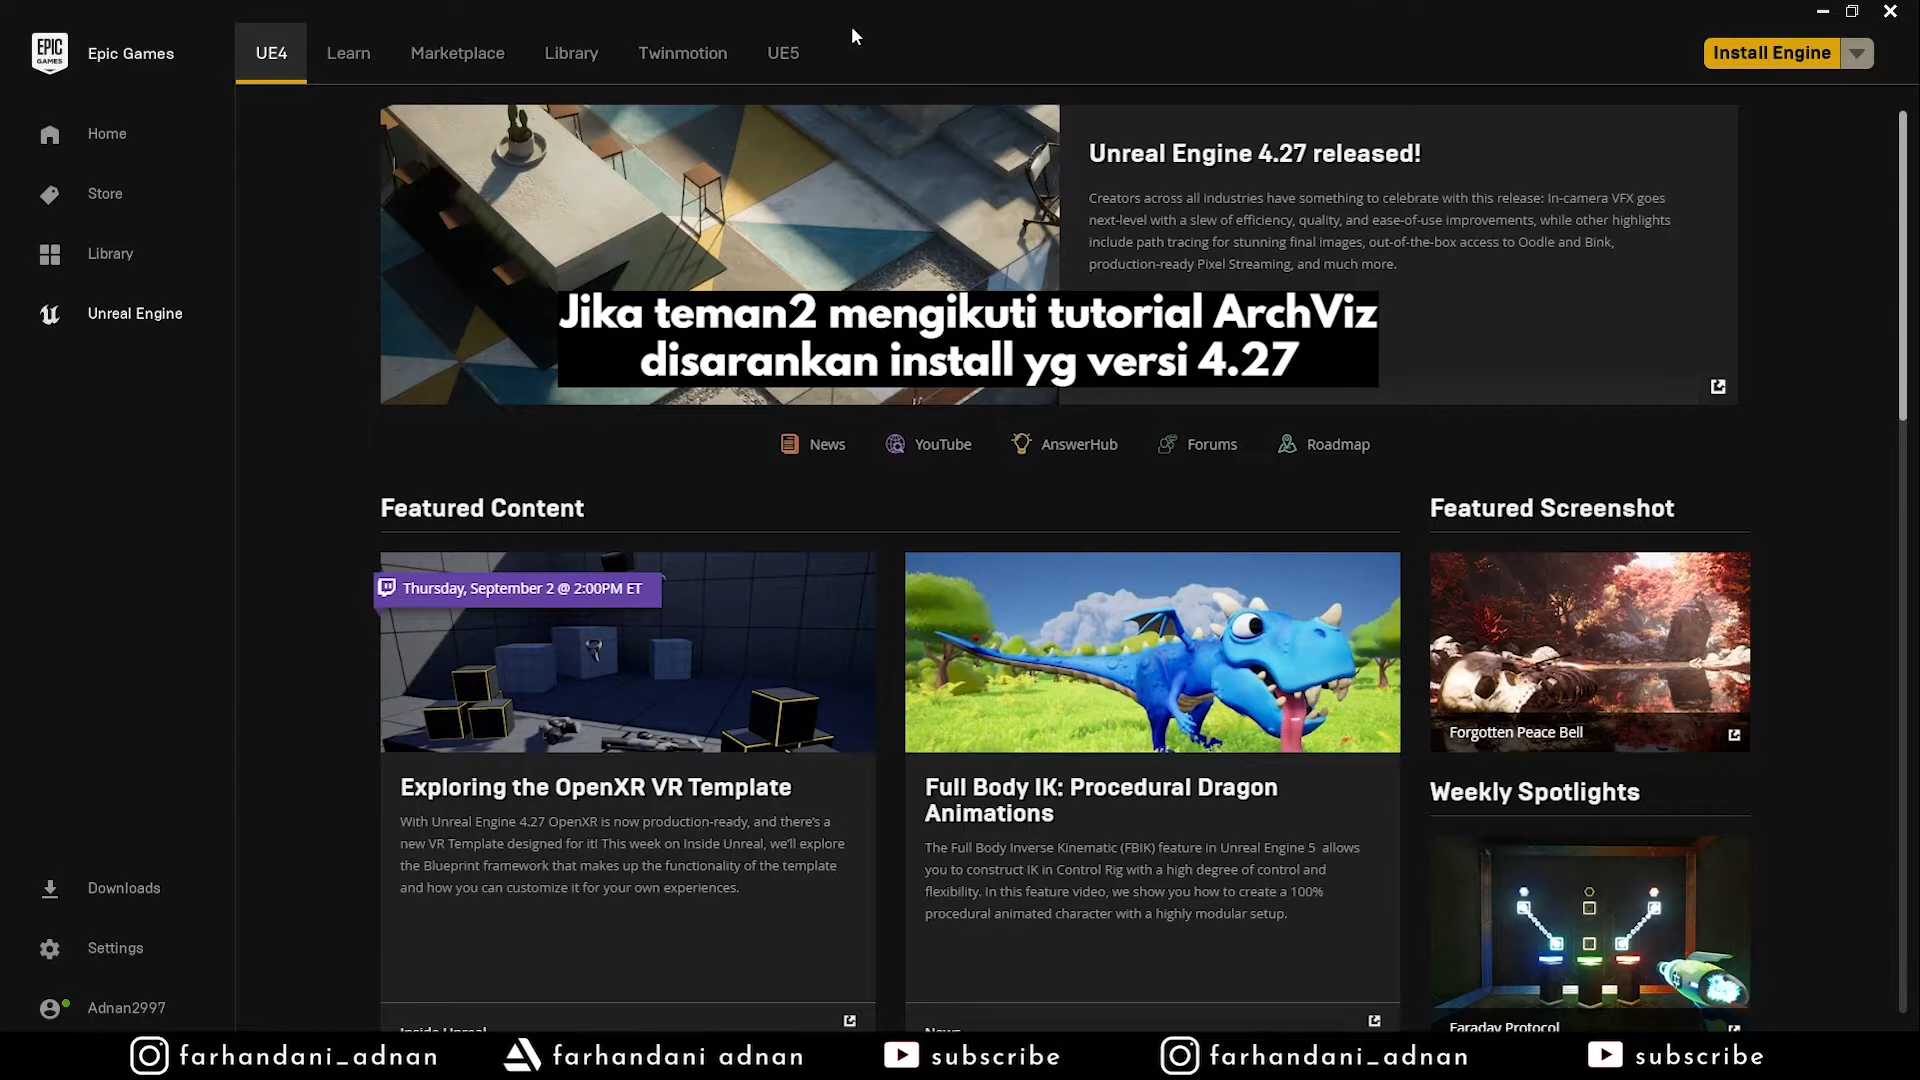 EPIC
GAMES
Epic Games
UE4
Learn
Marketplace
Library
Twinmotion
UE5
Install Engine
Home
Store
Library
Unreal Engine
Unreal Engine 4.27 released!
Creators across all industries have something to celebrate with this release: In-camera VFX goes
next-level with a slew of efficiency, quality, and ease-of-use improvements, while other highlights
include path tracing for stunning final images, out-of-the-box access to Oodle and Bink,
production-ready Pixel Streaming, and much more.
Jika teman2 mengikuti tutorial ArchViz
disarankan install yg versi 4.27
News
YouTube
AnswerHub
Forums
Roadmap
Featured Content
Thursday, September 2 @ 2:00PM ET
Exploring the OpenXR VR Template
With Unreal Engine 4.27 OpenXR is now production-ready, and there's a
new VR Template designed for it! This week on Inside Unreal, we'll explore
the Blueprint framework that makes up the functionality of the template
and how you can customize it for your own experiences.
Inside Unreal
Full Body IK: Procedural Dragon
Animations
The Full Body Inverse Kinematic (FBIK) feature in Unreal Engine 5 allows
you to construct IK in Control Rig with a high degree of control and
flexibility. In this feature video, we show you how to create a 100%
procedural animated character with a highly modular setup.
News
Featured Screenshot
Forgotten Peace Bell
Weekly Spotlights
Faraday Protocol
Downloads
Settings
Adnan2997
farhandani_adnan
farhandani adnan
subscribe
farhandani_adnan
subscribe